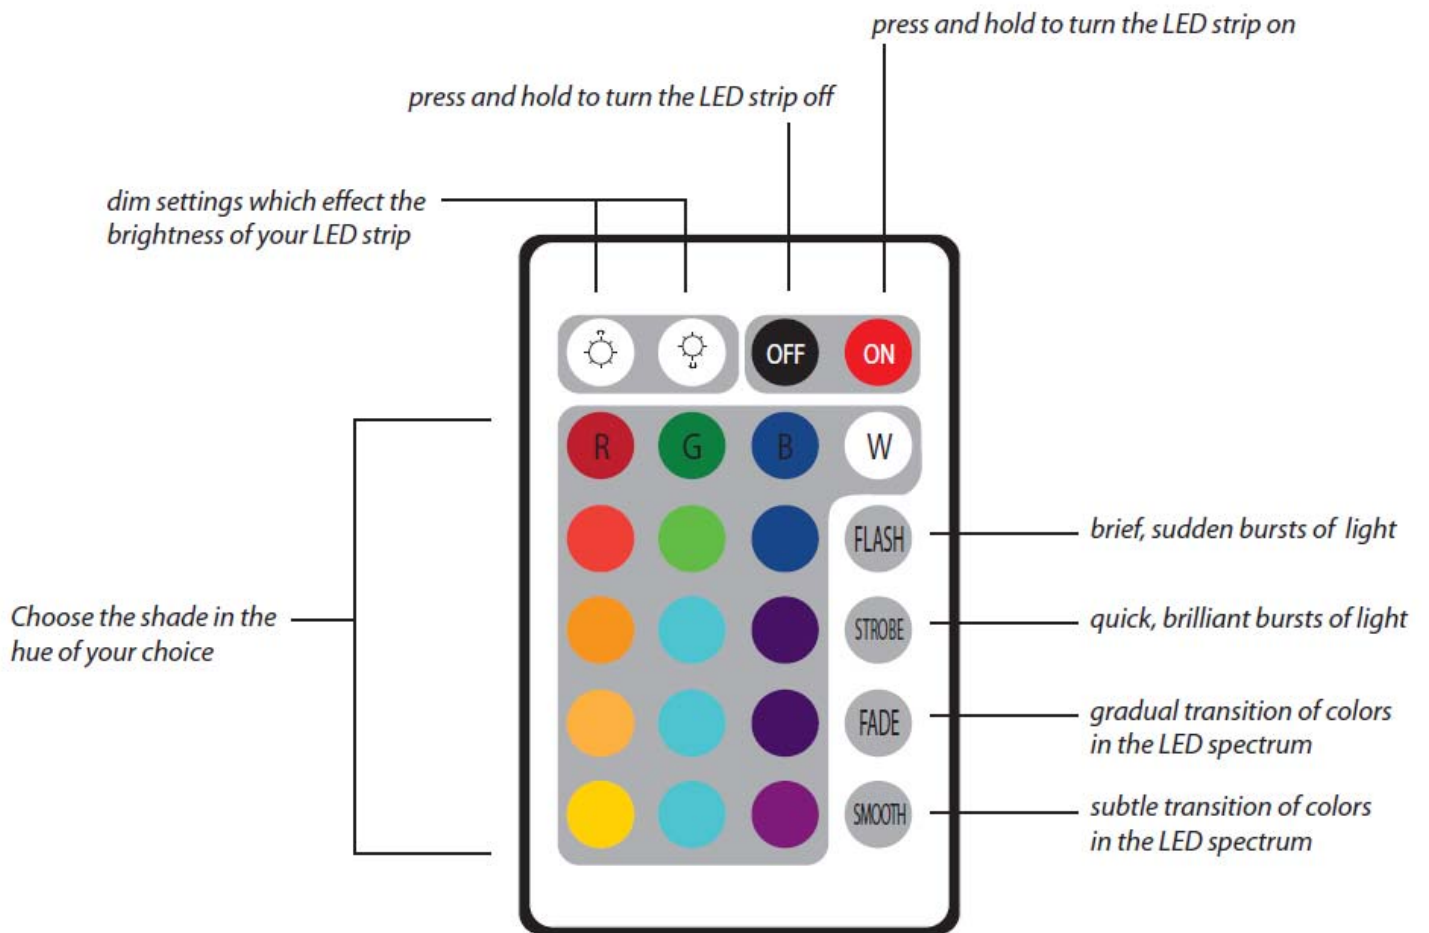 press and hold to turn the LED strip on
press and hold to turn the LED strip off
dim settings which effect the
brightness of your LED strip
OFF
ON
R
G
B
W
FLASH
brief, sudden bursts of light
Choose the shade in the
hue of your choice
STROBE
quick, brilliant bursts of light
FADE
gradual transition of colors
in the LED spectrum
SMOOTH
subtle transition of colors
in the LED spectrum